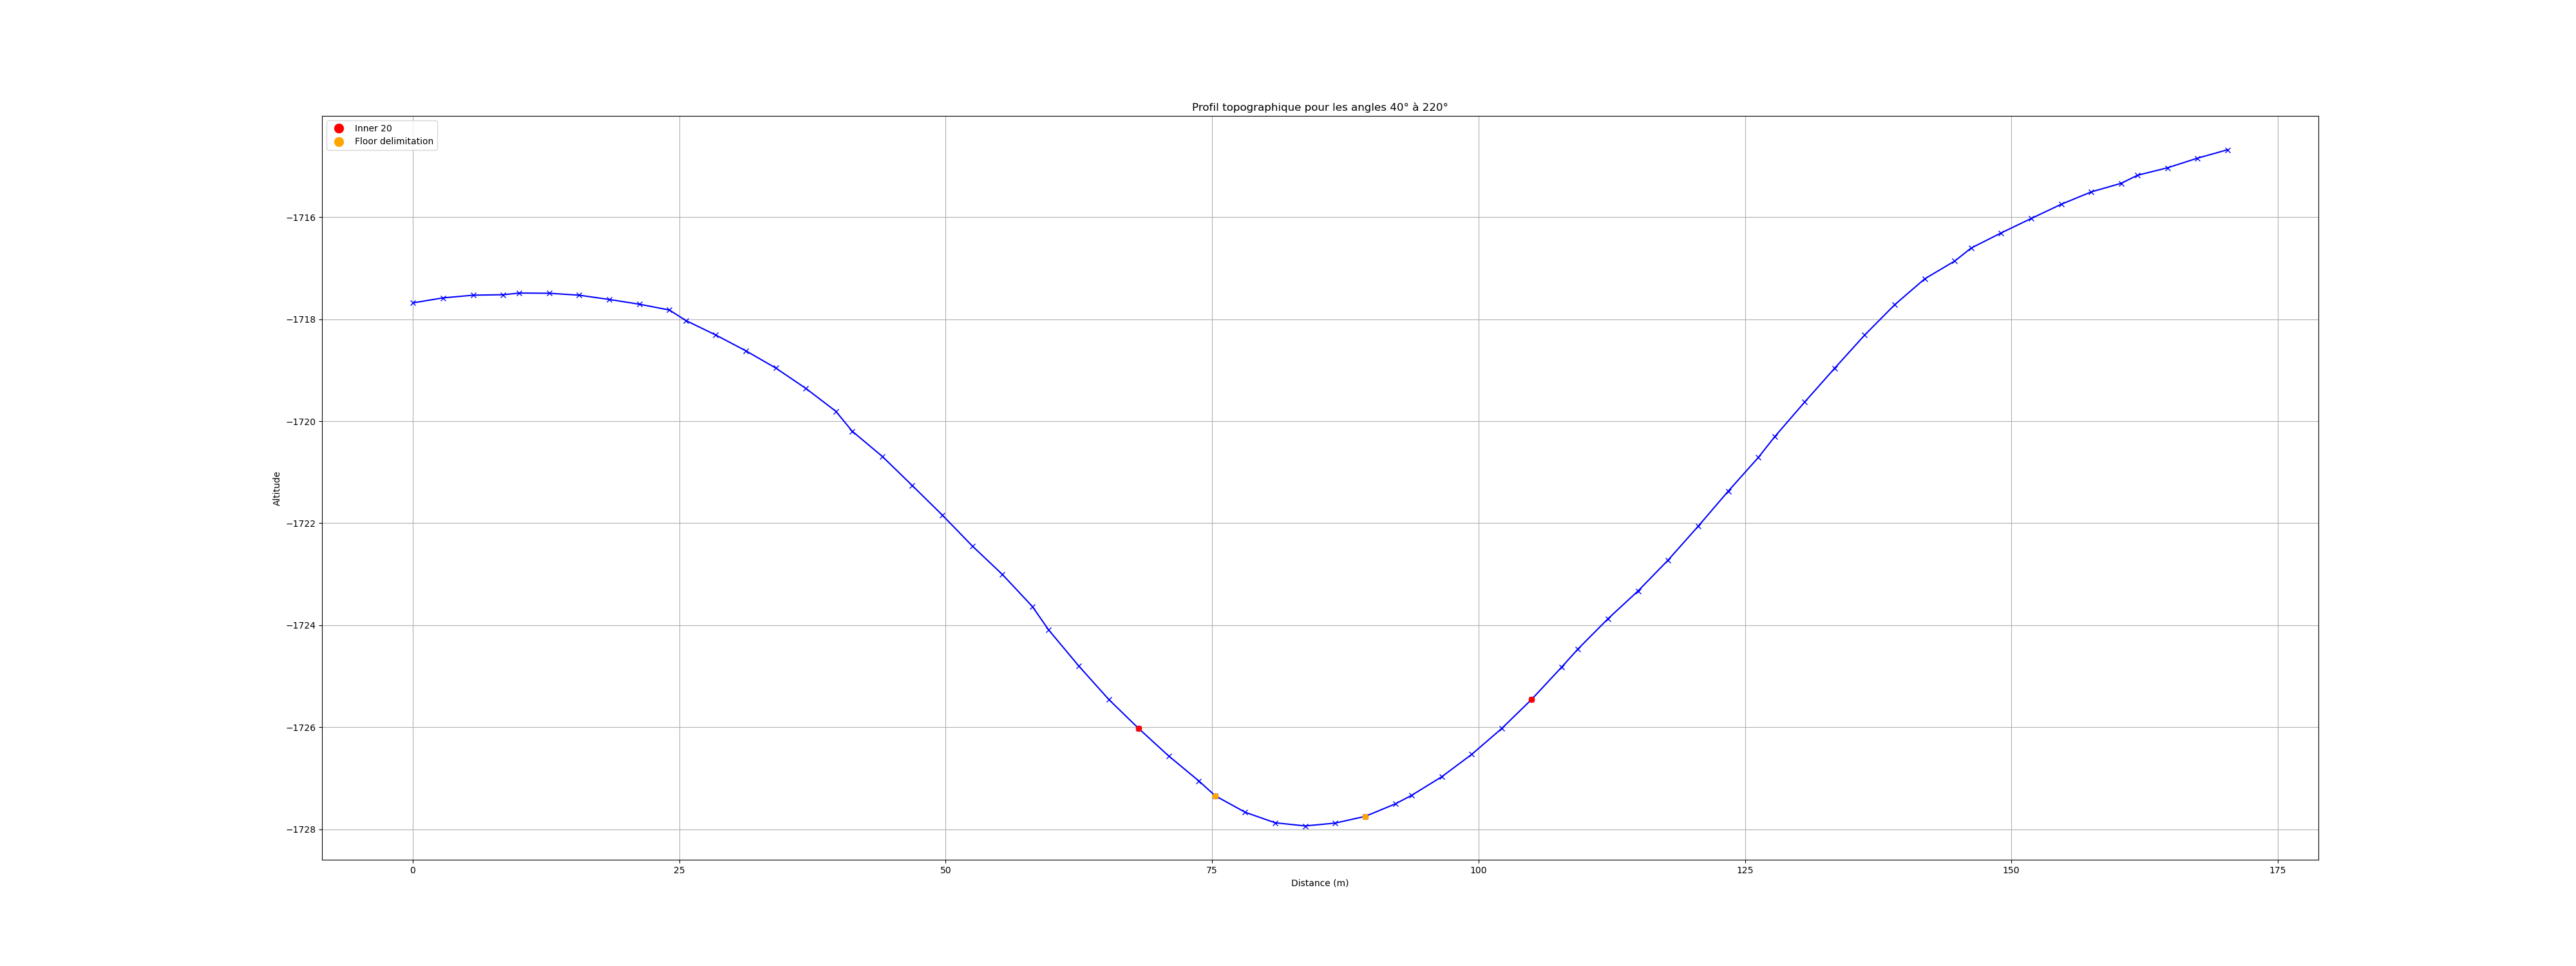 Profil topographique pour les angles 40° à 220°
Inner 20
Floor delimitation
Altitude
−1716
−1718
−1720
−1722
−1724
−1726
−1728
0 25 50 75 100 125 150 175
Distance (m)